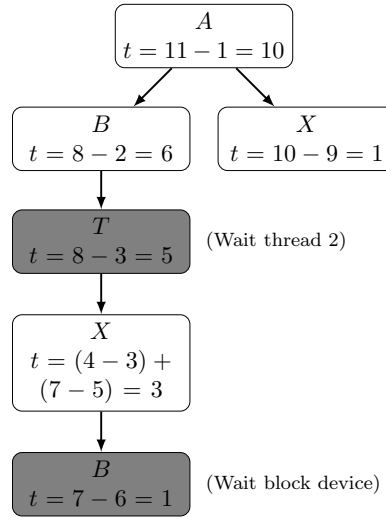 A
t = 11 − 1 = 10
B
t = 8 − 2 = 6
X
t = 10 − 9 = 1
T
t = 8 − 3 = 5
(Wait thread 2)
X
t = (4 − 3) +
(7 − 5) = 3
B
t = 7 − 6 = 1
(Wait block device)